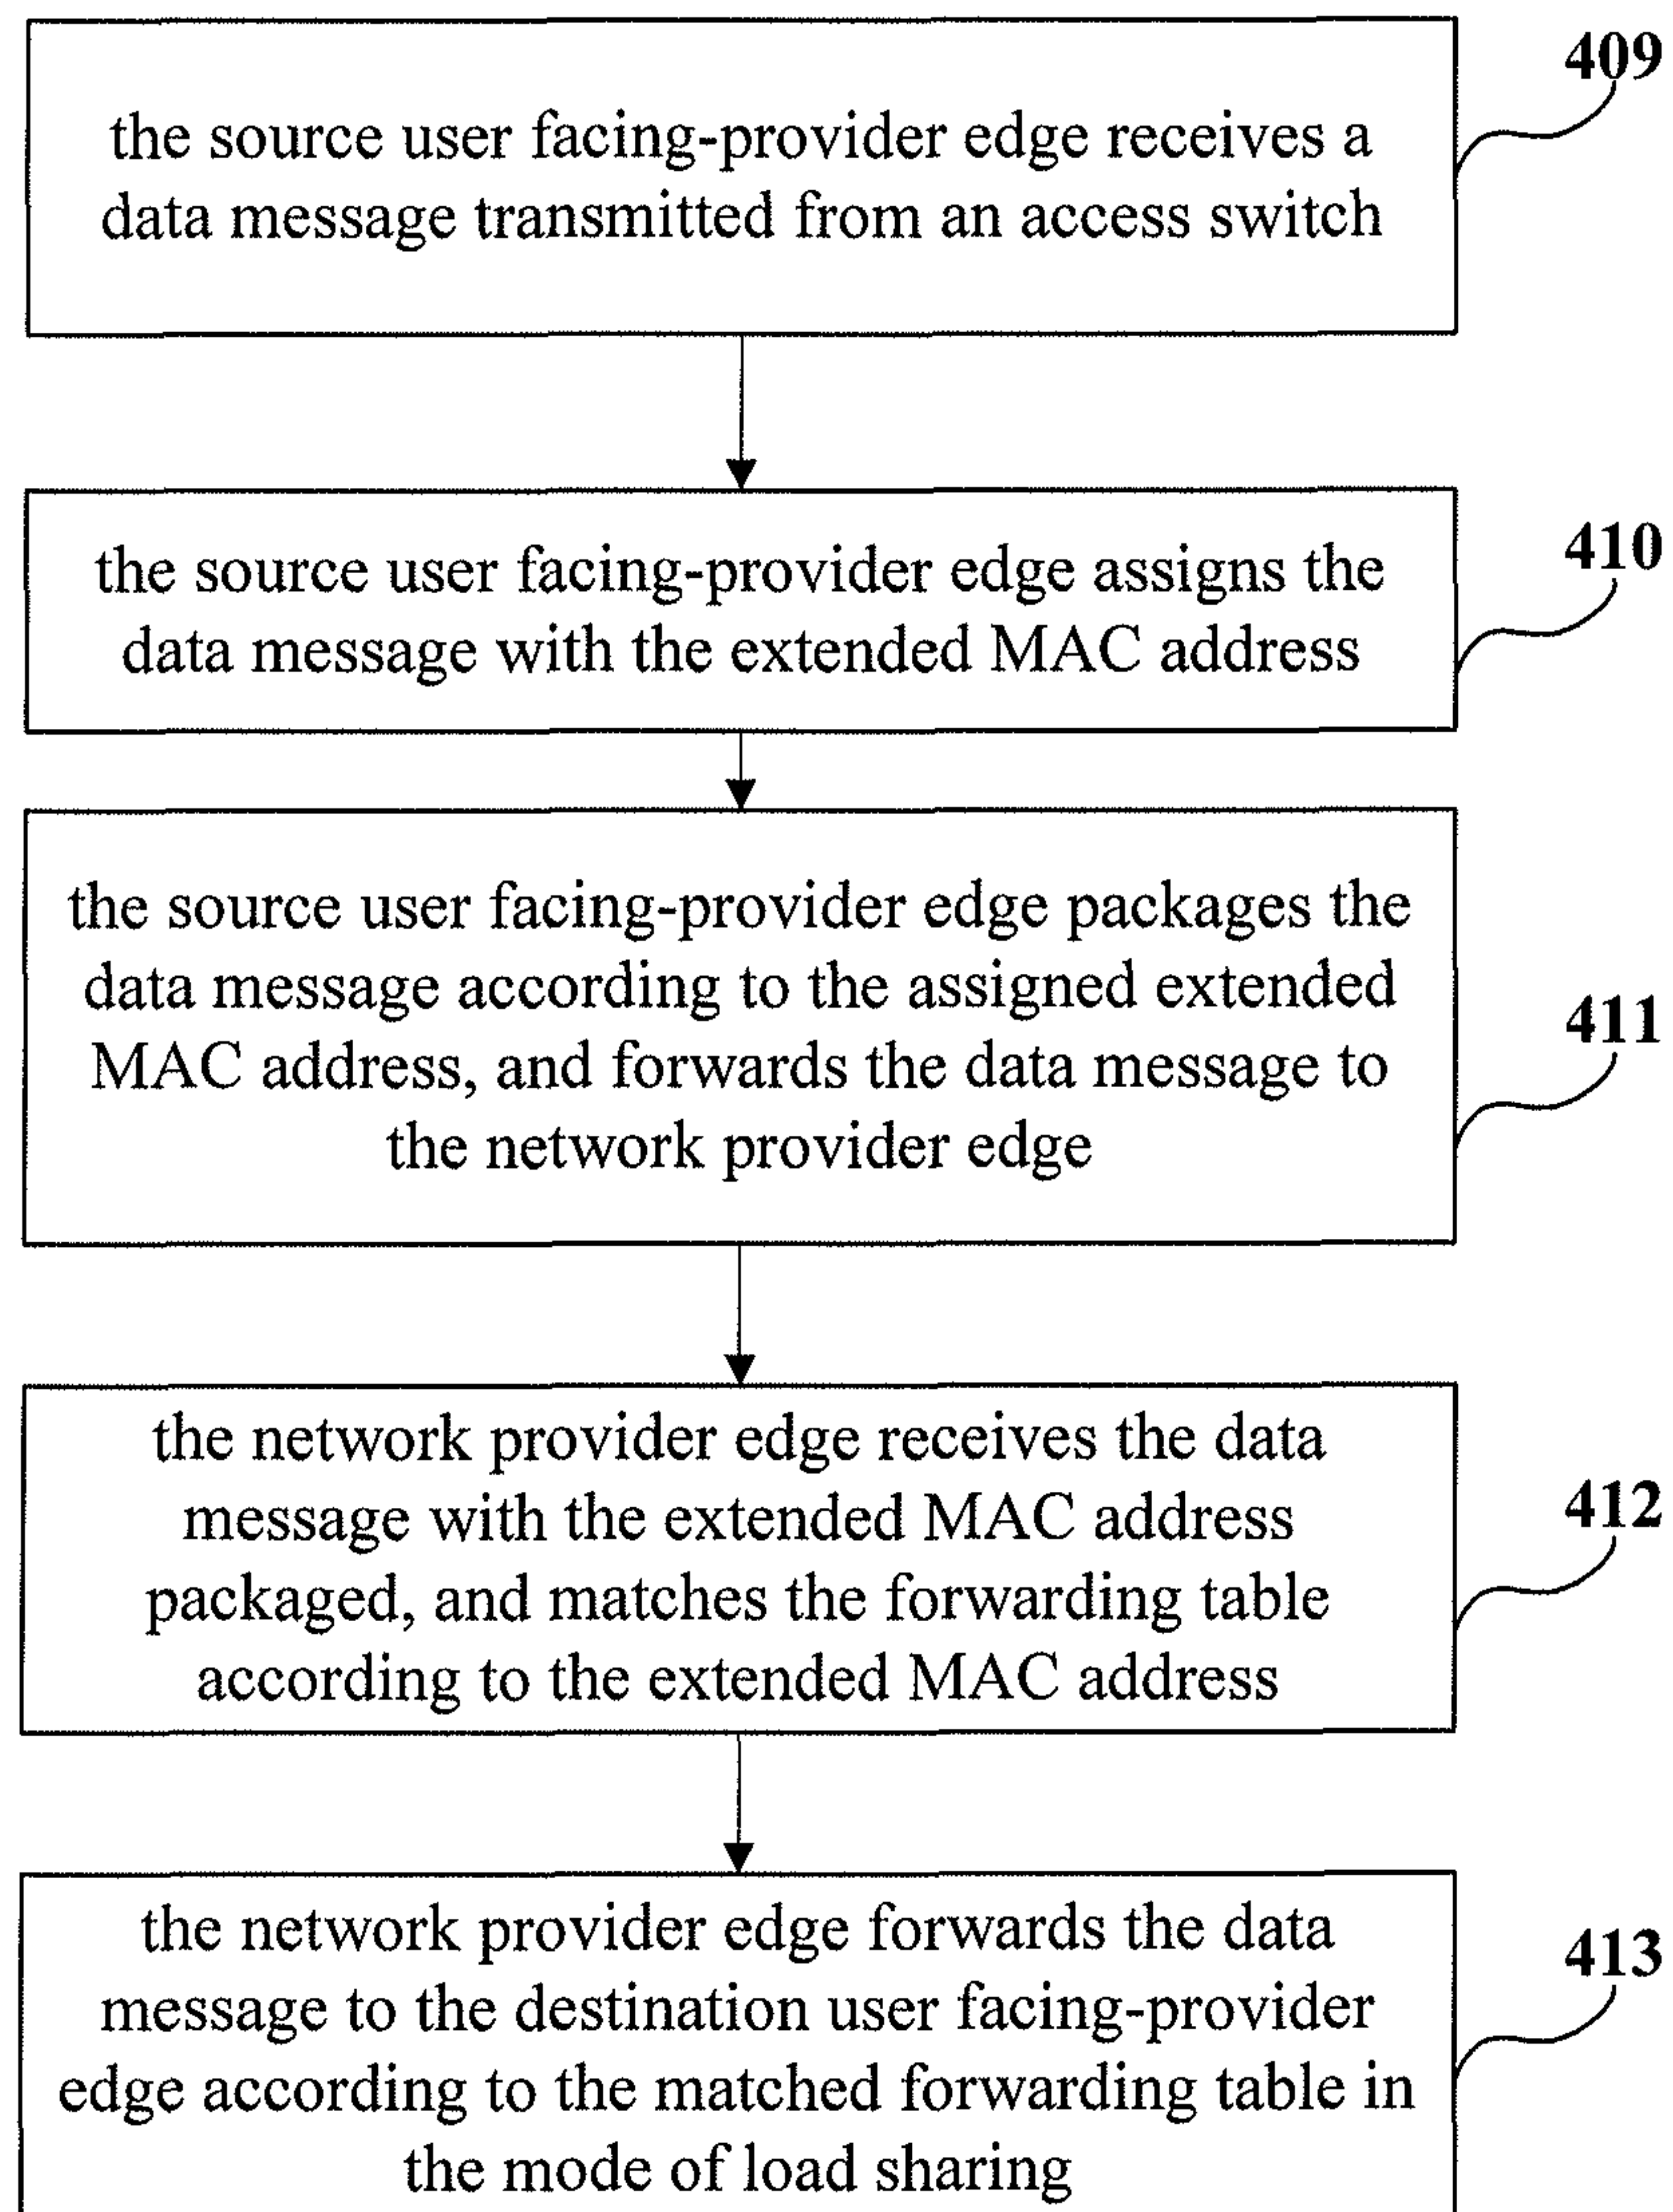 409
the source user facing-provider edge receives a
data message transmitted from an access switch
410
the source user facing-provider edge assigns the
data message with the extended MAC address
the source user facing-provider edge packages the
data message according to the assigned extended
411
MAC address, and forwards the data message to
the network provider edge
the network provider edge receives the data
message with the extended MAC address
412
packaged, and matches the forwarding table
according to the extended MAC address
the network provider edge forwards the data
413
message to the destination user facing-provider
edge according to the matched forwarding table in
the mode of load sharing